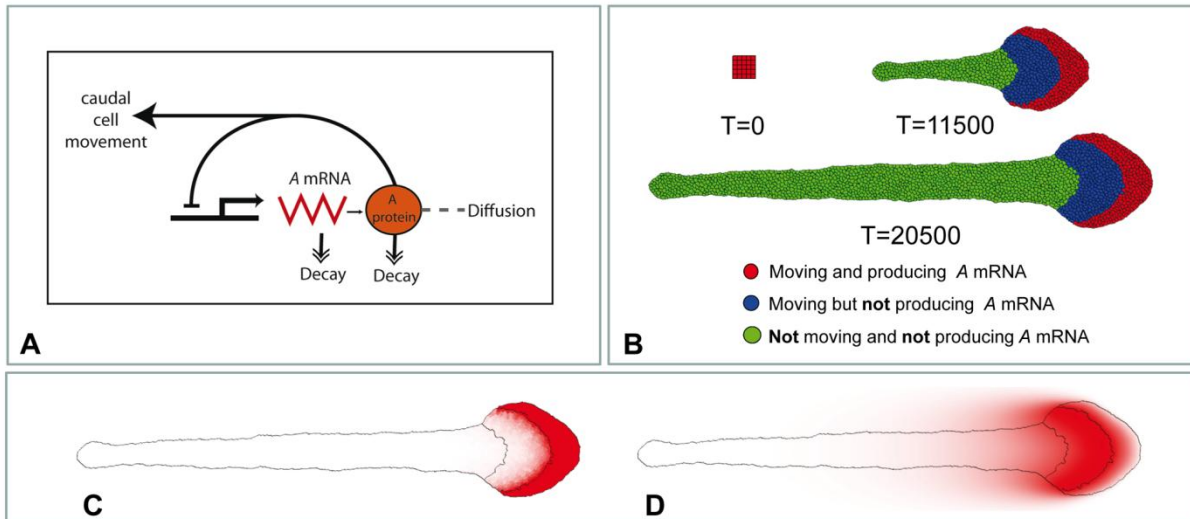 A
caudal
cell
movement
A mRNA
A
protein
Diffusion
Decay
Decay
B
T=0
T=11500
T=20500
Moving and producing A mRNA
Moving but not producing A mRNA
Not moving and not producing A mRNA
C
D